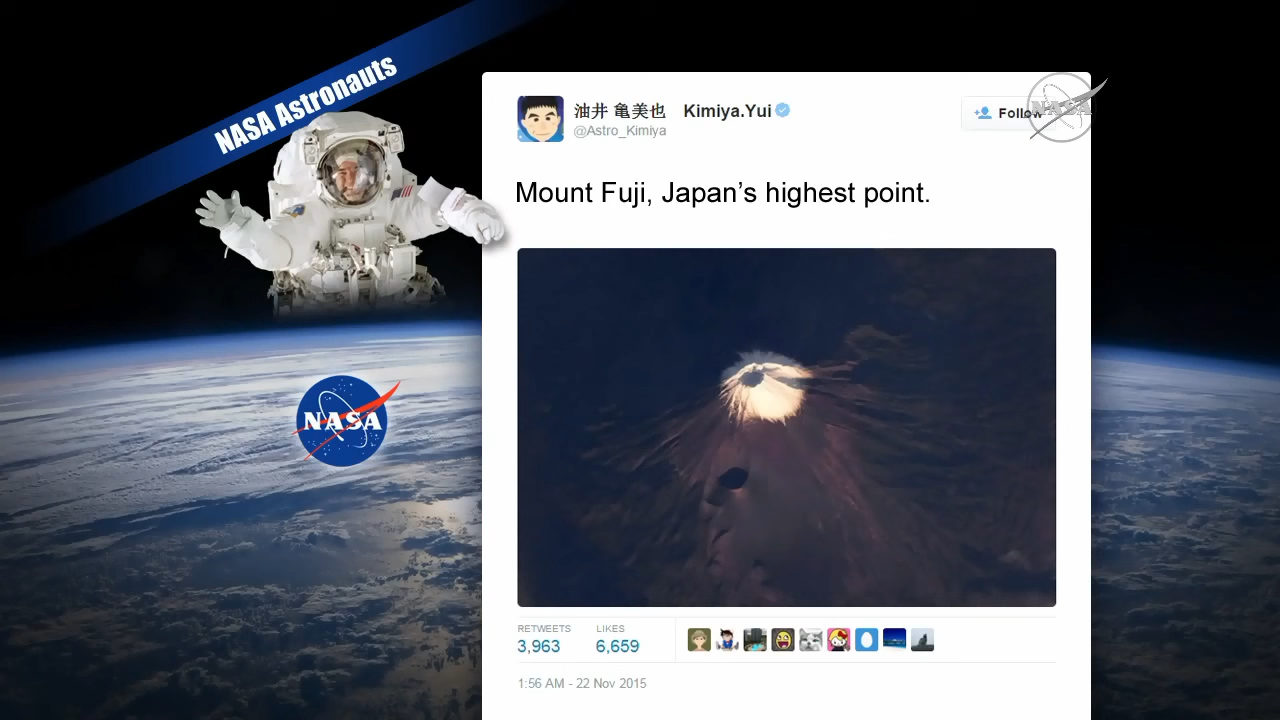 NASA Astronauts
油井 亀美也 Kimiya.Yui
@Astro_Kimiya
Follow
NASA
Mount Fuji, Japan’s highest point.
NASA
RETWEETS LIKES
3,963 6,659
1:56 AM - 22 Nov 2015